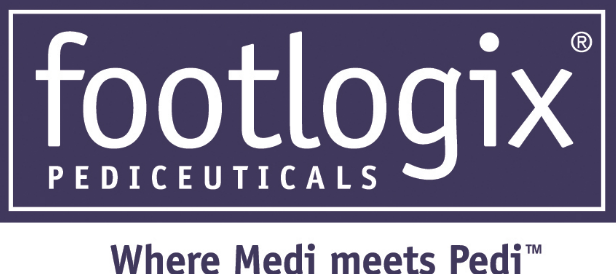 footlogix®
PEDICEUTICALS
Where Medi meets Pedi™